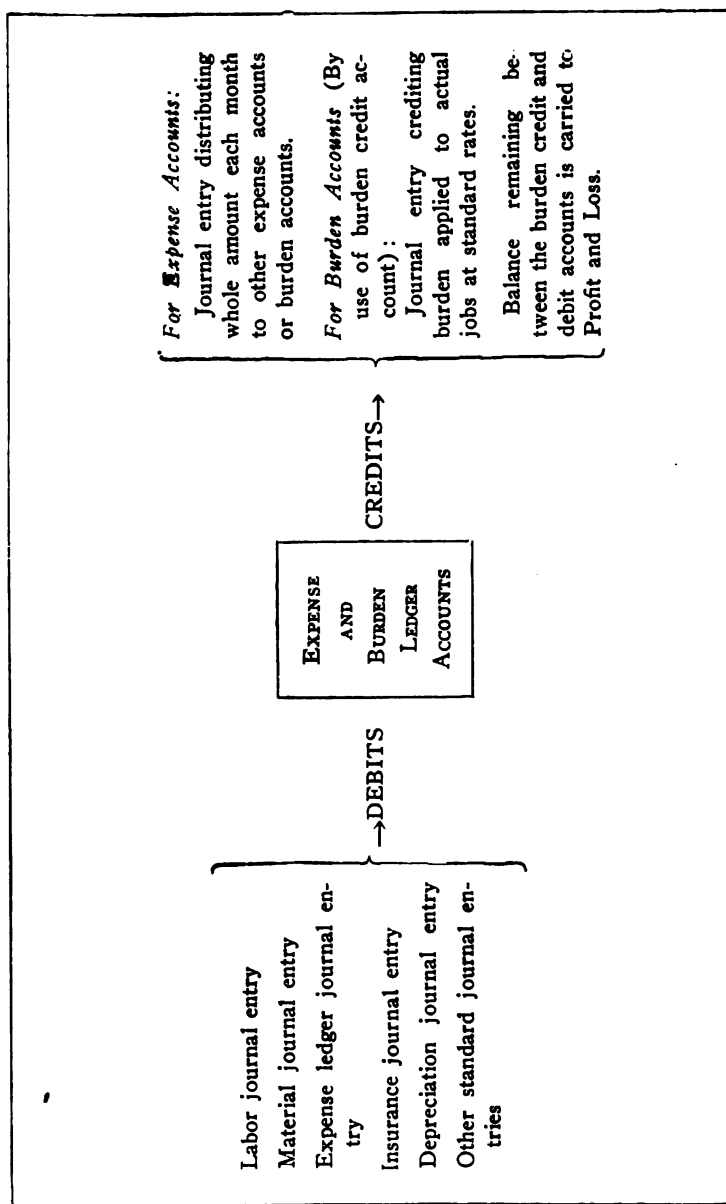 Labor journal entry
Material journal entry
Expense ledger journal en-
try
Insurance journal entry
Depreciation journal entry
Other standard journal en-
tries
→DEBITS
EXPENSE
AND
BURDEN
LEDGER
ACCOUNTS
CREDITS→
For Expense Accounts:
Journal entry distributing
whole amount each month
to other expense accounts
or burden accounts.
For Burden Accounts (By
use of burden credit ac-
count):
Journal entry crediting
burden applied to actual
jobs at standard rates.
Balance remaining be-
tween the burden credit and
debit accounts is carried to
Profit and Loss.